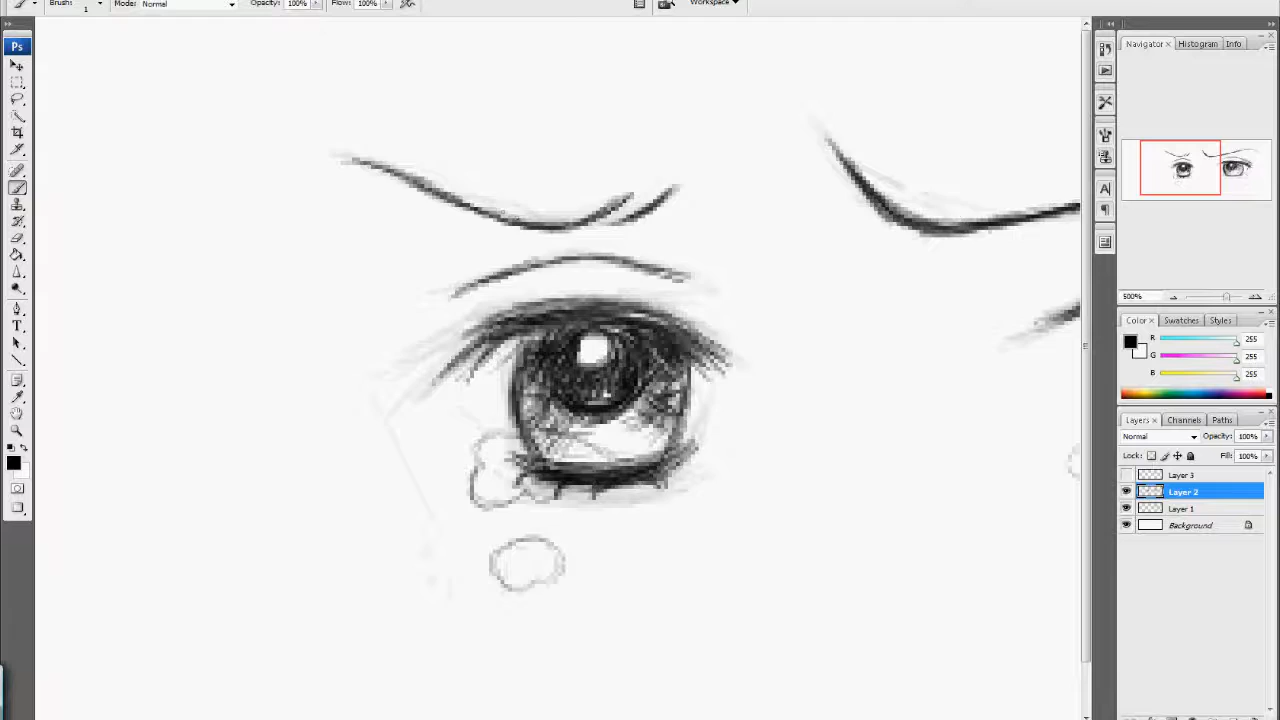 Brush: 1 Mode: Normal Opacity: 100% Flow: 100% Workspace
Ps
Navigator × Histogram Info
500%
Color × Swatches Styles
R 255
G 255
B 255
Layers × Channels Paths
Normal Opacity: 100%
Lock: Fill: 100%
Layer 3
Layer 2
Layer 1
Background
A
T